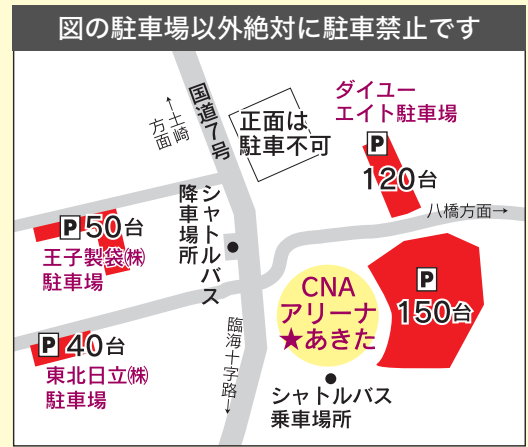 図の駐車場以外絶対に駐車禁止です
ダイユー
エイト駐車場
P
120台
国道7号
←土崎
方面
正面は
駐車不可
八橋方面→
P 50台
王子製袋㈱
駐車場
シャトルバス
降車場所
CNA
アリーナ
★あきた
P
150台
P 40台
東北日立㈱
駐車場
臨海十字路→
シャトルバス
乗車場所